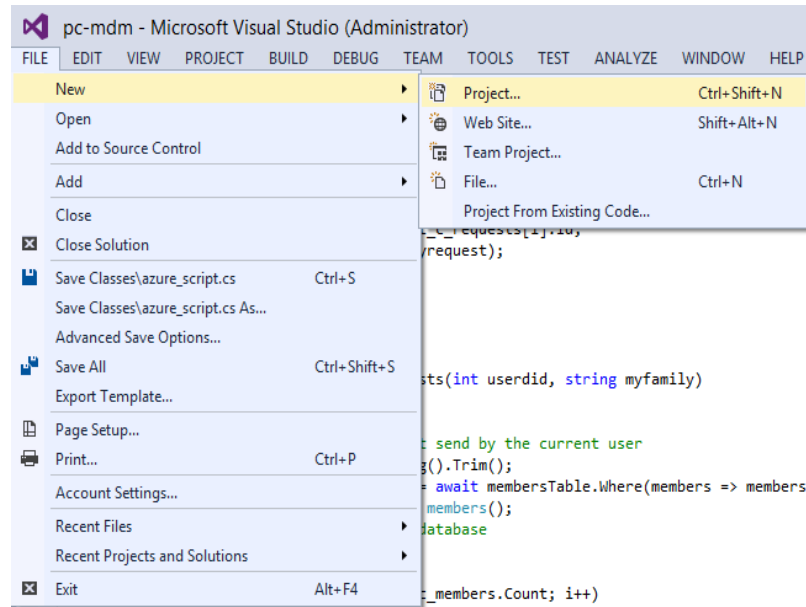 pc-mdm - Microsoft Visual Studio (Administrator)
FILE EDIT VIEW PROJECT BUILD DEBUG TEAM TOOLS TEST ANALYZE WINDOW HELP
New
Open
Add to Source Control
Add
Close
Close Solution
Save Classes\azure_script.cs Ctrl+S
Save Classes\azure_script.cs As...
Advanced Save Options...
Save All Ctrl+Shift+S
Export Template...
Page Setup...
Print... Ctrl+P
Account Settings...
Recent Files
Recent Projects and Solutions
Exit Alt+F4
Project... Ctrl+Shift+N
Web Site... Shift+Alt+N
Team Project...
File... Ctrl+N
Project From Existing Code...
_c_requests[i].id;
yrequest);
sts(int userdid, string myfamily)
t send by the current user
g().Trim();
= await membersTable.Where(members => members
members();
database
c_members.Count; i++)